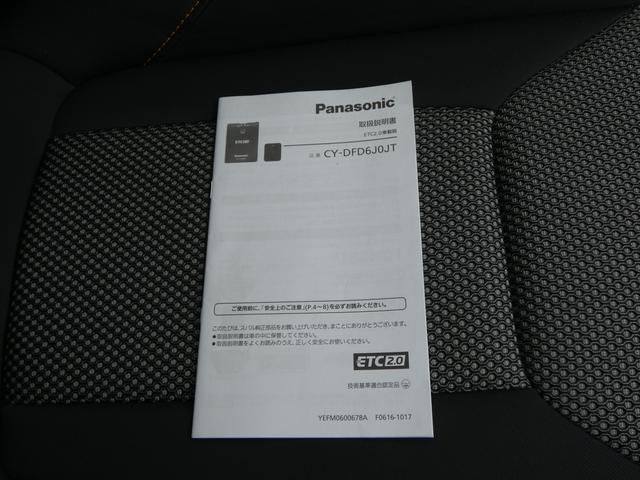 Panasonic
取扱説明書
ETC2.0車載器
品番 CY-DFD6J0JT
ご使用前に、「安全上のご注意」(P.4〜8)を必ずお読みください。
このたびは、スバル純正部品をお買い上げいただき、まことにありがとうございます。
●取扱説明書は車の中に保管してください。
●取扱説明書をよくお読みのうえ、正しく安全にお使いください。
ETC2.0
技術基準適合認定品
YEFM0600678A F0616-1017